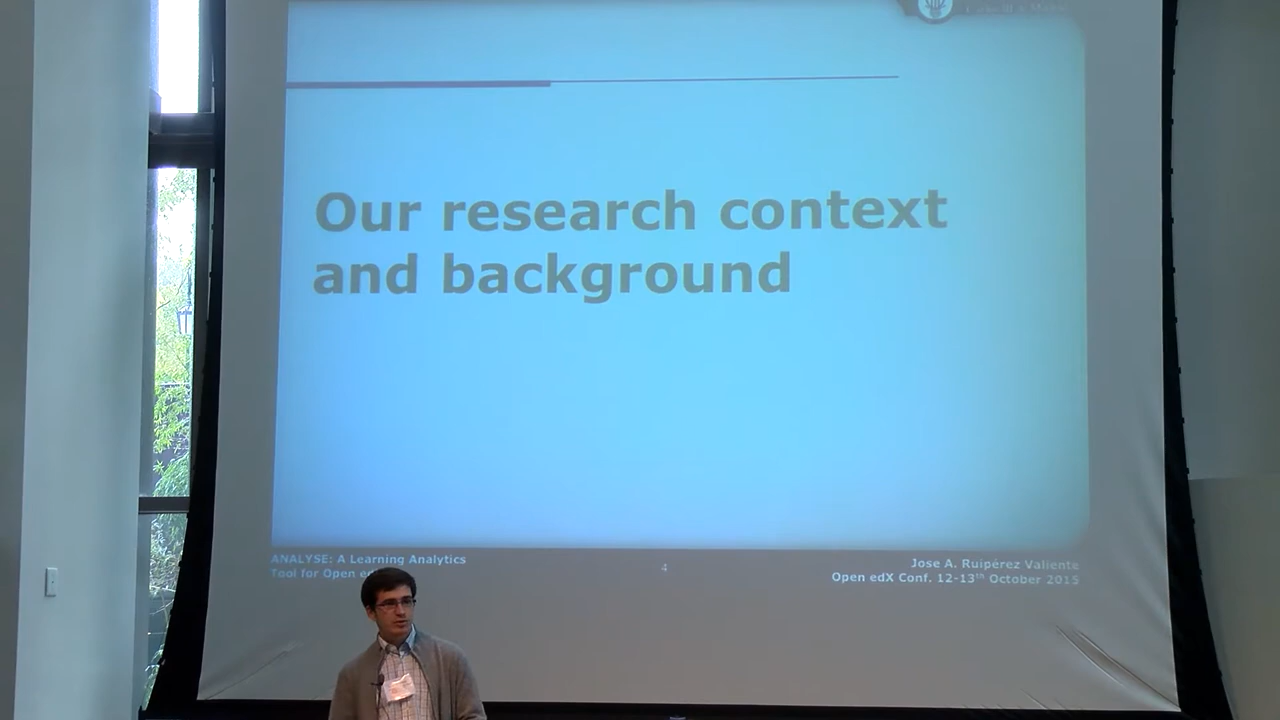 Our research context
and background
ANALYSE: A Learning Analytics
Tool for Open
4
Jose A. Ruipérez Valiente
Open edX Conf. 12-13th October 2015